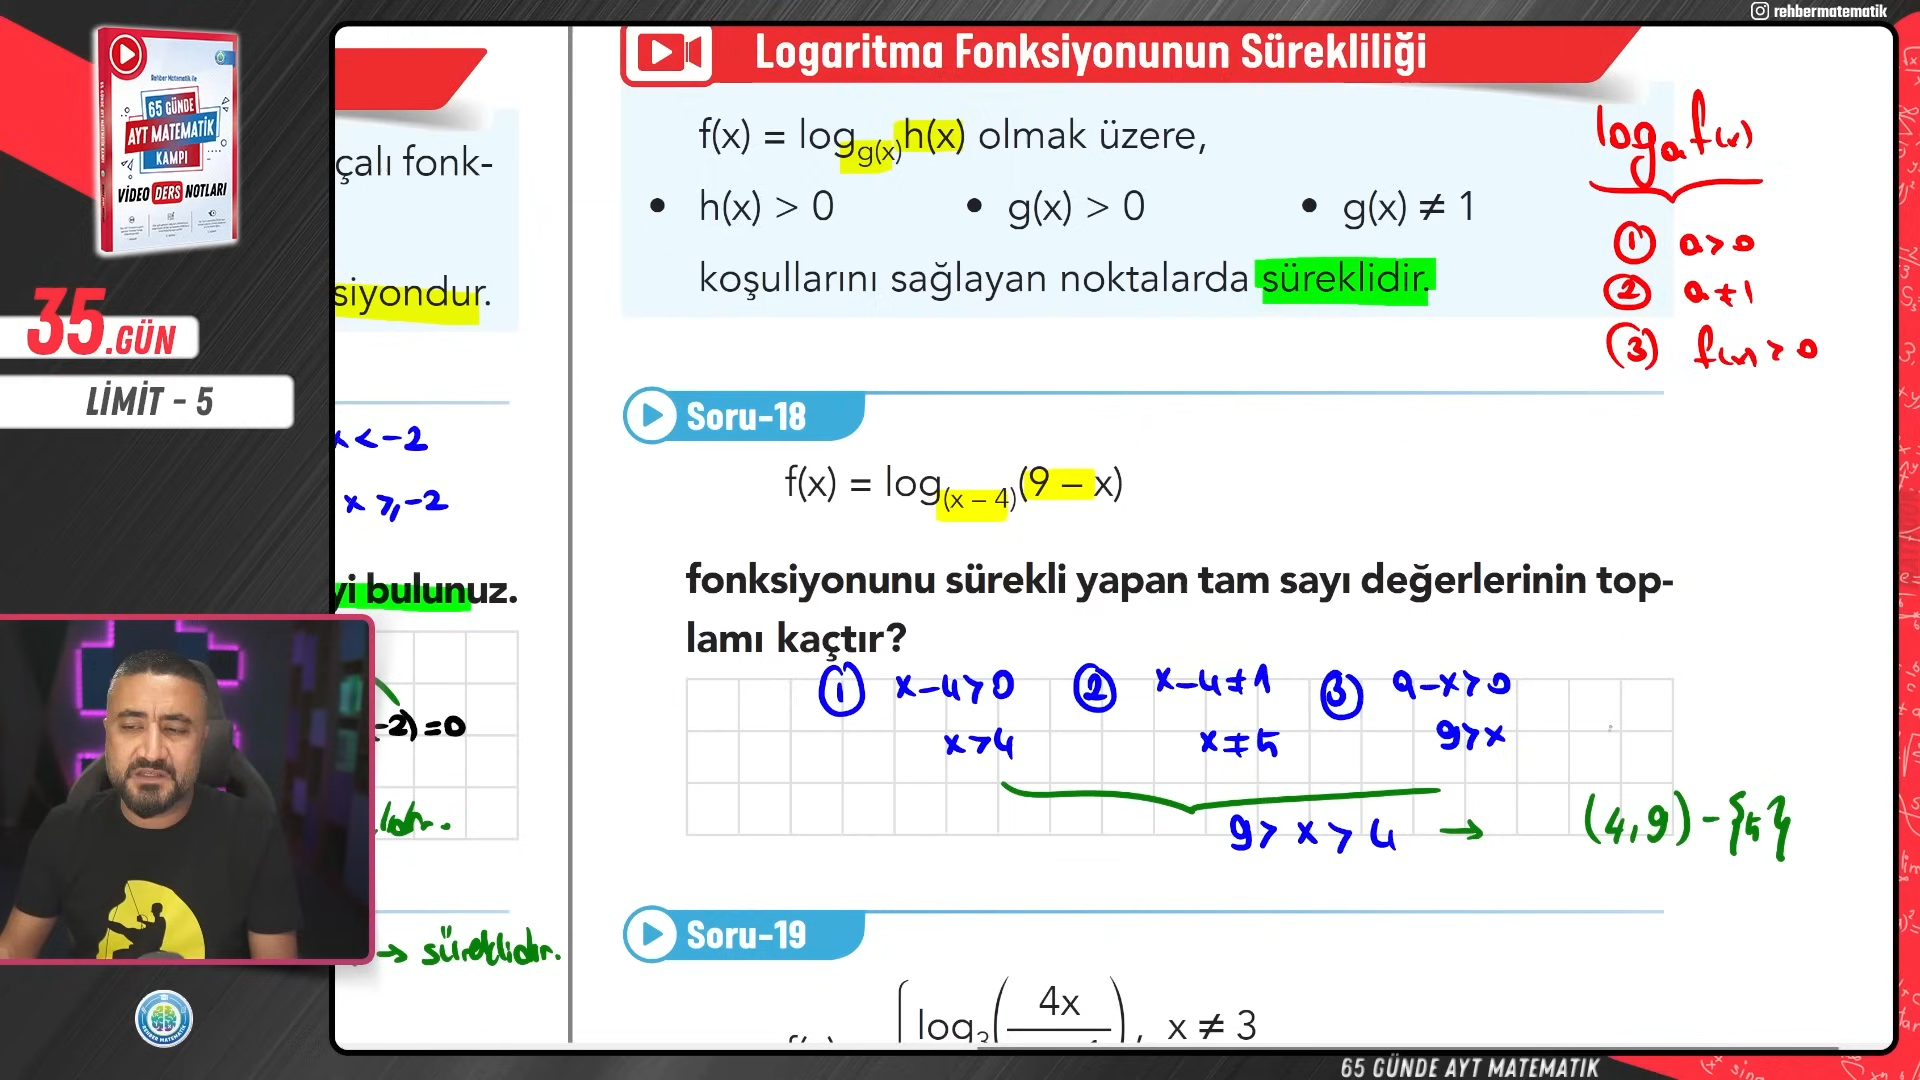 rehbermatematik
Rehber Matematik ile
65 GÜNDE
AYT MATEMATİK
KAMPI
VİDEO DERS NOTLARI
35.GÜN
LİMİT - 5
çalı fonk-
siyondur.
x<-2
x⩾-2
yi bulunuz.
-2)=0
→ süreklidir.
Logaritma Fonksiyonunun Sürekliliği
f(x) = log_g(x) h(x) olmak üzere,
• h(x) > 0 • g(x) > 0 • g(x) ≠ 1
koşullarını sağlayan noktalarda süreklidir.
log_a f(x)
① a>0
② a≠1
③ f(x)>0
Soru-18
f(x) = log_(x – 4)(9 – x)
fonksiyonunu sürekli yapan tam sayı değerlerinin top-
lamı kaçtır?
① x-4>0 ② x-4≠1 ③ 9-x>0
x>4 x≠5 9>x
9>x>4 → (4,9)-{5}
Soru-19
log₃(4x
, x ≠ 3
65 GÜNDE AYT MATEMATİK